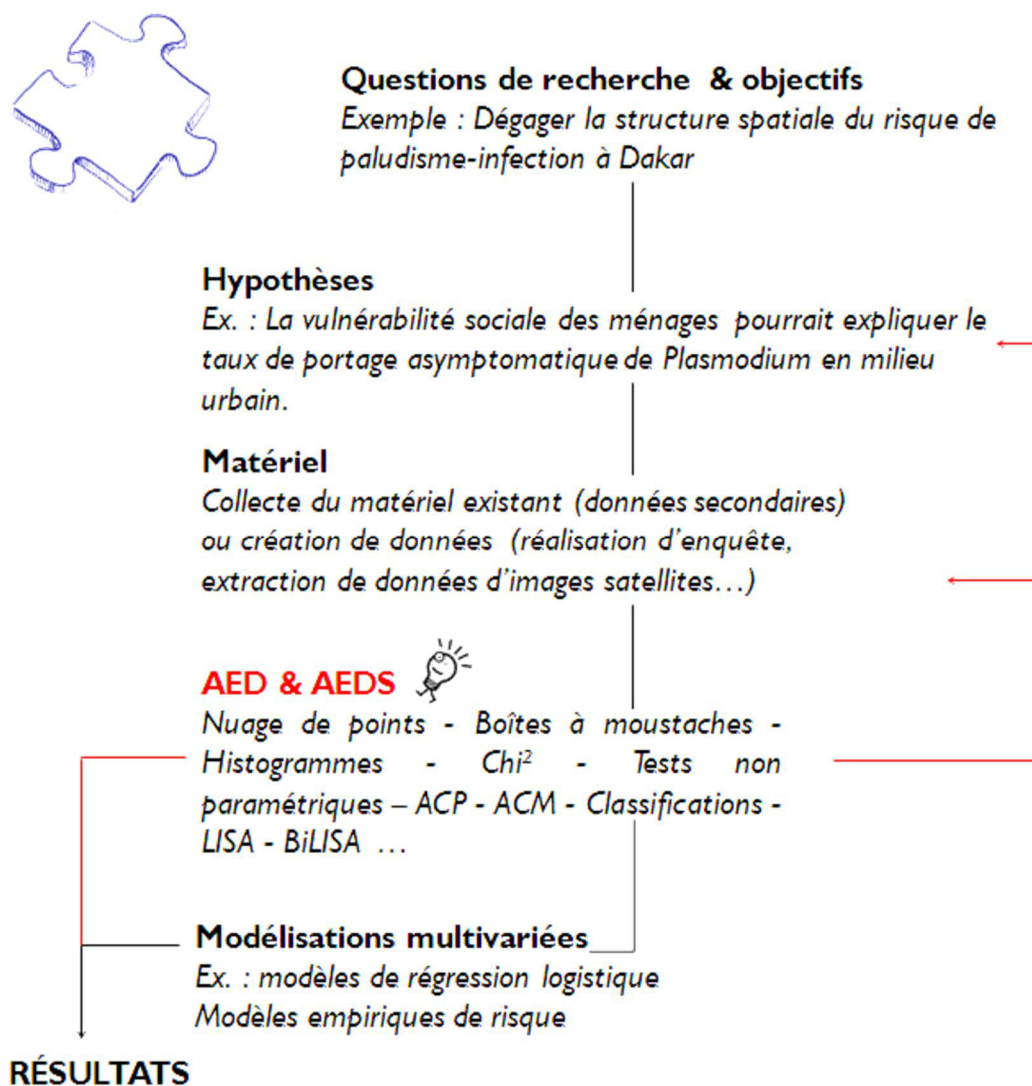 Questions de recherche & objectifs
Exemple : Dégager la structure spatiale du risque de
paludisme-infection à Dakar
Hypothèses
Ex. : La vulnérabilité sociale des ménages pourrait expliquer le
taux de portage asymptomatique de Plasmodium en milieu
urbain.
Matériel
Collecte du matériel existant (données secondaires)
ou création de données (réalisation d'enquête,
extraction de données d'images satellites…)
AED & AEDS
Nuage de points - Boîtes à moustaches -
Histogrammes - Chi² - Tests non
paramétriques – ACP - ACM - Classifications -
LISA - BiLISA …
Modélisations multivariées
Ex. : modèles de régression logistique
Modèles empiriques de risque
RÉSULTATS